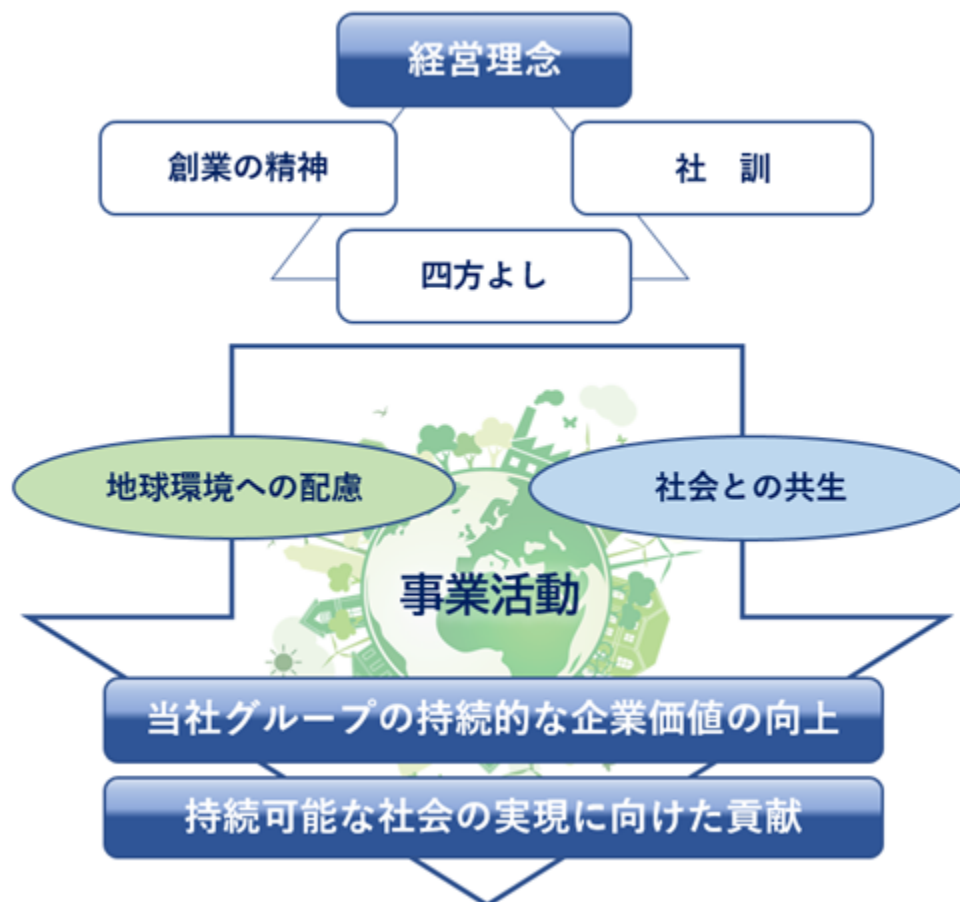 経営理念
創業の精神
社　訓
四方よし
地球環境への配慮
社会との共生
事業活動
当社グループの持続的な企業価値の向上
持続可能な社会の実現に向けた貢献